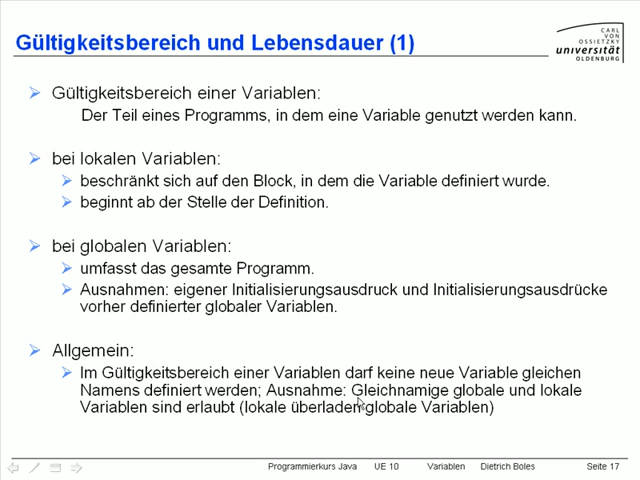 Gültigkeitsbereich und Lebensdauer (1)
CARL
VON
OSSIETZKY
universität
OLDENBURG
Gültigkeitsbereich einer Variablen:
Der Teil eines Programms, in dem eine Variable genutzt werden kann.
bei lokalen Variablen:
beschränkt sich auf den Block, in dem die Variable definiert wurde.
beginnt ab der Stelle der Definition.
bei globalen Variablen:
umfasst das gesamte Programm.
Ausnahmen: eigener Initialisierungsausdruck und Initialisierungsausdrücke
vorher definierter globaler Variablen.
Allgemein:
Im Gültigkeitsbereich einer Variablen darf keine neue Variable gleichen
Namens definiert werden; Ausnahme: Gleichnamige globale und lokale
Variablen sind erlaubt (lokale überladen globale Variablen)
Programmierkurs Java UE 10 Variablen Dietrich Boles Seite 17